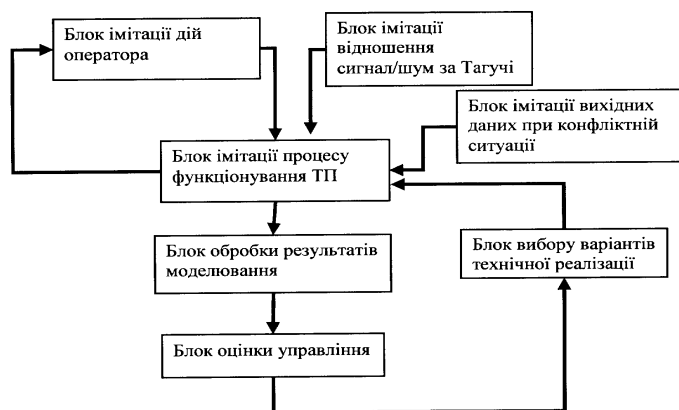 Блок імітації дій
оператора
Блок імітації
відношення
сигнал/шум за Тагучі
Блок імітації вихідних
даних при конфліктній
ситуації
Блок імітації процесу
функціонування ТП
Блок обробки результатів
моделювання
Блок вибору варіантів
технічної реалізації
Блок оцінки управління